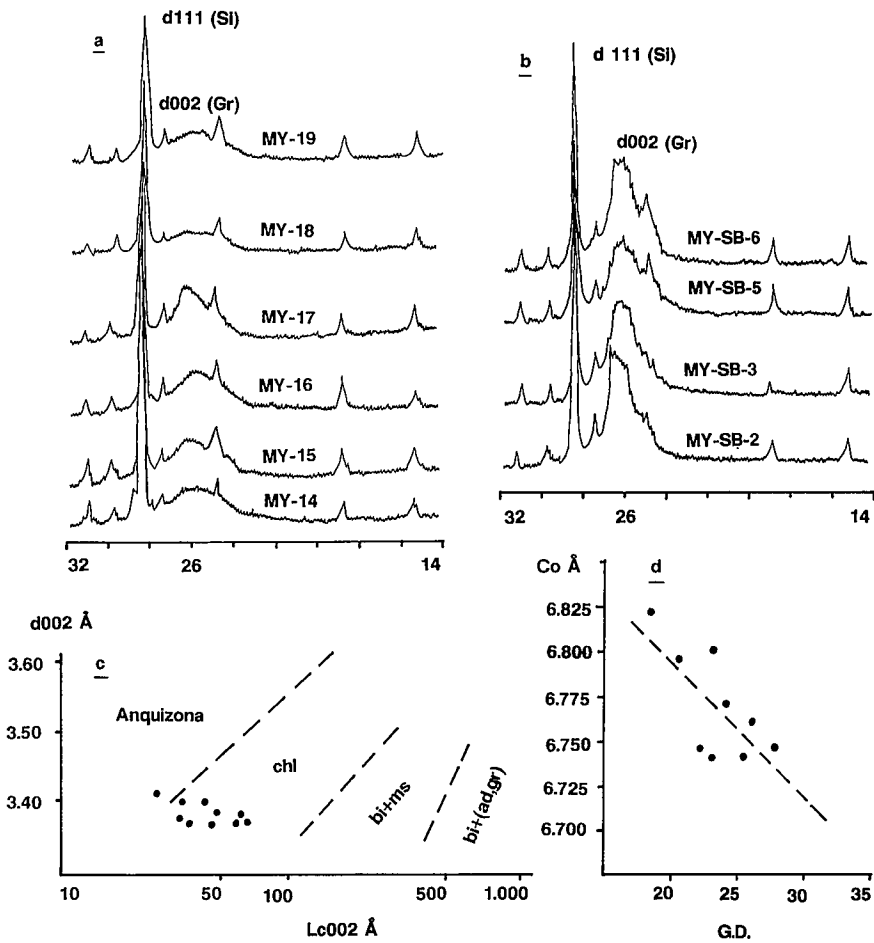 a
d111 (Si)
d002 (Gr)
MY-19
MY-18
MY-17
MY-16
MY-15
MY-14
32 26 14
b
d 111 (Si)
d002 (Gr)
MY-SB-6
MY-SB-5
MY-SB-3
MY-SB-2
32 26 14
d002 Å
c
3.60
3.50
3.40
Anquizona
chl
bi+ms
bi+(ad,gr)
10 50 100 500 1.000
Lc002 Å
Co Å
d
6.825
6.800
6.775
6.750
6.725
6.700
20 25 30 35
G.D.